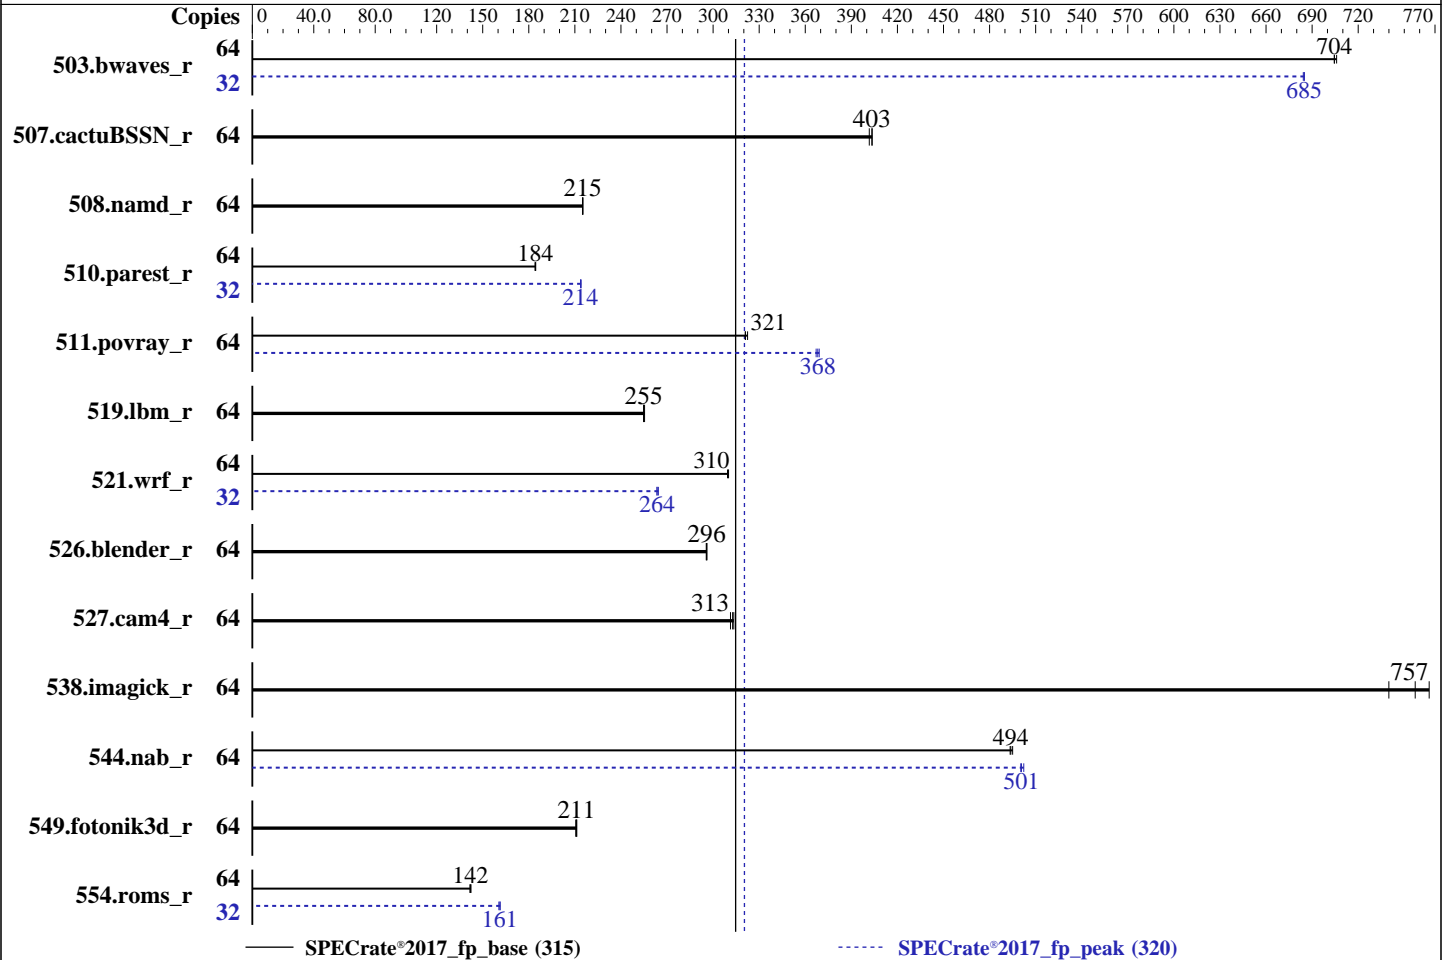 Copies 0 40.0 80.0 120 150 180 210 240 270 300 330 360 390 420 450 480 510 540 570 600 630 660 690 720 770
503.bwaves_r 64 704
32 685
507.cactuBSSN_r 64 403
508.namd_r 64 215
510.parest_r 64 184
32 214
511.povray_r 64 321
368
519.lbm_r 64 255
521.wrf_r 64 310
32 264
526.blender_r 64 296
527.cam4_r 64 313
538.imagick_r 64 757
544.nab_r 64 494
501
549.fotonik3d_r 64 211
554.roms_r 64 142
32 161
SPECrate®2017_fp_base (315) SPECrate®2017_fp_peak (320)